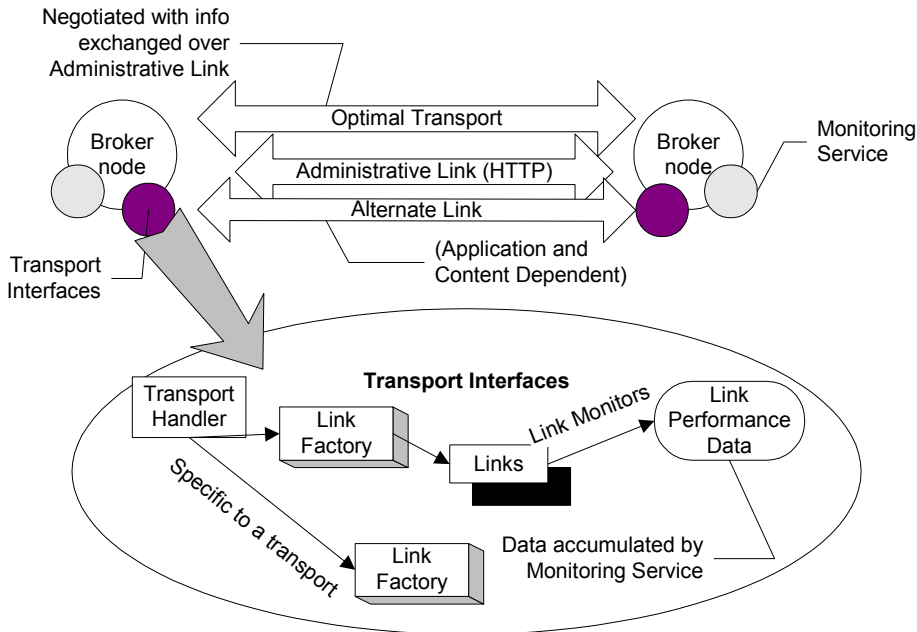 Negotiated with info
exchanged over
Administrative Link
Optimal Transport
Broker
node
Administrative Link (HTTP)
Broker
node
Monitoring
Service
Alternate Link
Transport
Interfaces
(Application and
Content Dependent)
Transport Interfaces
Transport
Handler
Link
Factory
Links
Link Monitors
Link
Performance
Data
Specific to a transport
Link
Factory
Data accumulated by
Monitoring Service